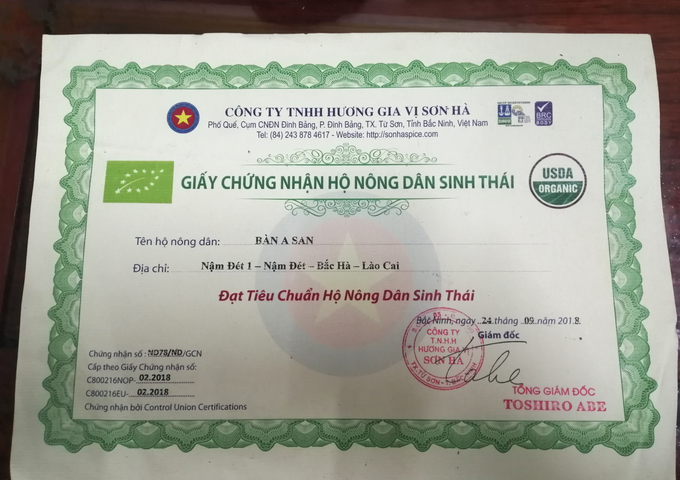 CÔNG TY TNHH HƯƠNG GIA VỊ SƠN HÀ
Phố Quế, Cụm CNĐN Đình Bảng, P. Đình Bảng, TX. Từ Sơn, Tỉnh Bắc Ninh, Việt Nam
Tel: (84) 243 878 4617 - Website: http://sonhaspice.com
BRC
GIẤY CHỨNG NHẬN HỘ NÔNG DÂN SINH THÁI
USDA
ORGANIC
Tên hộ nông dân: BÀN A SAN
Địa chỉ: Nậm Đét 1 – Nậm Đét – Bắc Hà – Lào Cai
Đạt Tiêu Chuẩn Hộ Nông Dân Sinh Thái
Bắc Ninh, ngày 24 tháng 09 năm 2018
Giám đốc
CÔNG TY
T.N.H.H
HƯƠNG GIA VỊ
SƠN HÀ
Chứng nhận số: ND78/ND/GCN
Cấp theo Giấy Chứng nhận số:
C800216NOP- 02.2018
C800216EU- 02.2018
Chứng nhận bởi Control Union Certifications
TỔNG GIÁM ĐỐC
TOSHIRO ABE